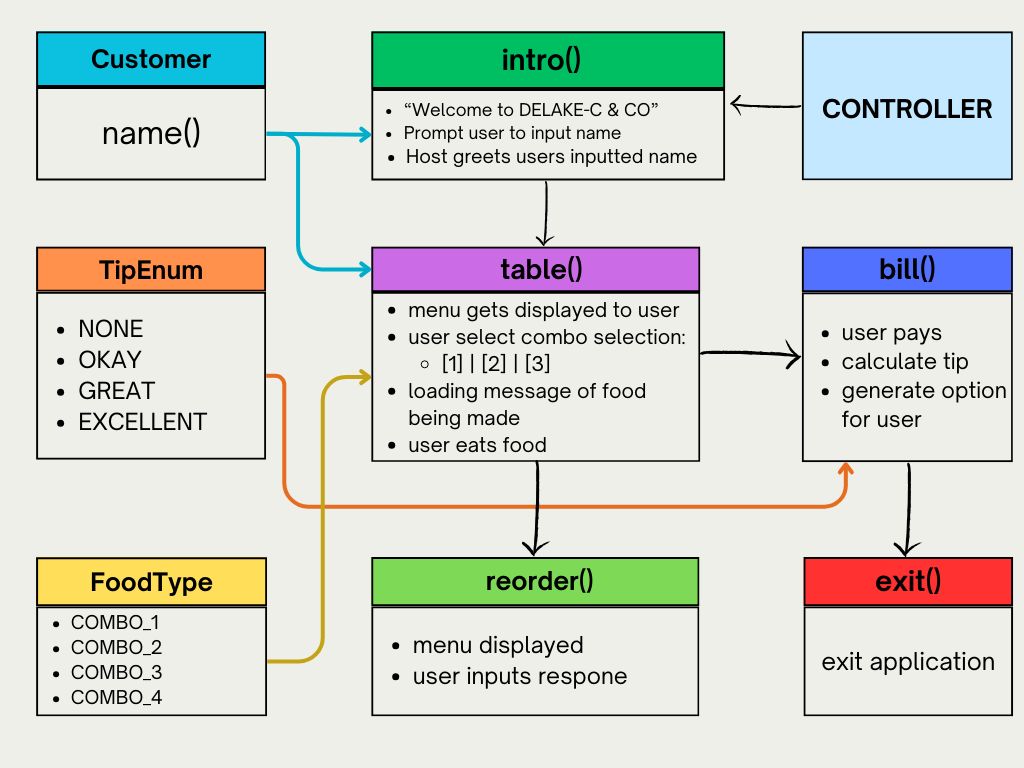 Customer
name()
intro()
“Welcome to DELAKE-C & CO”
Prompt user to input name
Host greets users inputted name
CONTROLLER
TipEnum
NONE
OKAY
GREAT
EXCELLENT
table()
menu gets displayed to user
user select combo selection:
[1] | [2] | [3]
loading message of food
being made
user eats food
bill()
user pays
calculate tip
generate option
for user
FoodType
COMBO_1
COMBO_2
COMBO_3
COMBO_4
reorder()
menu displayed
user inputs respone
exit()
exit application